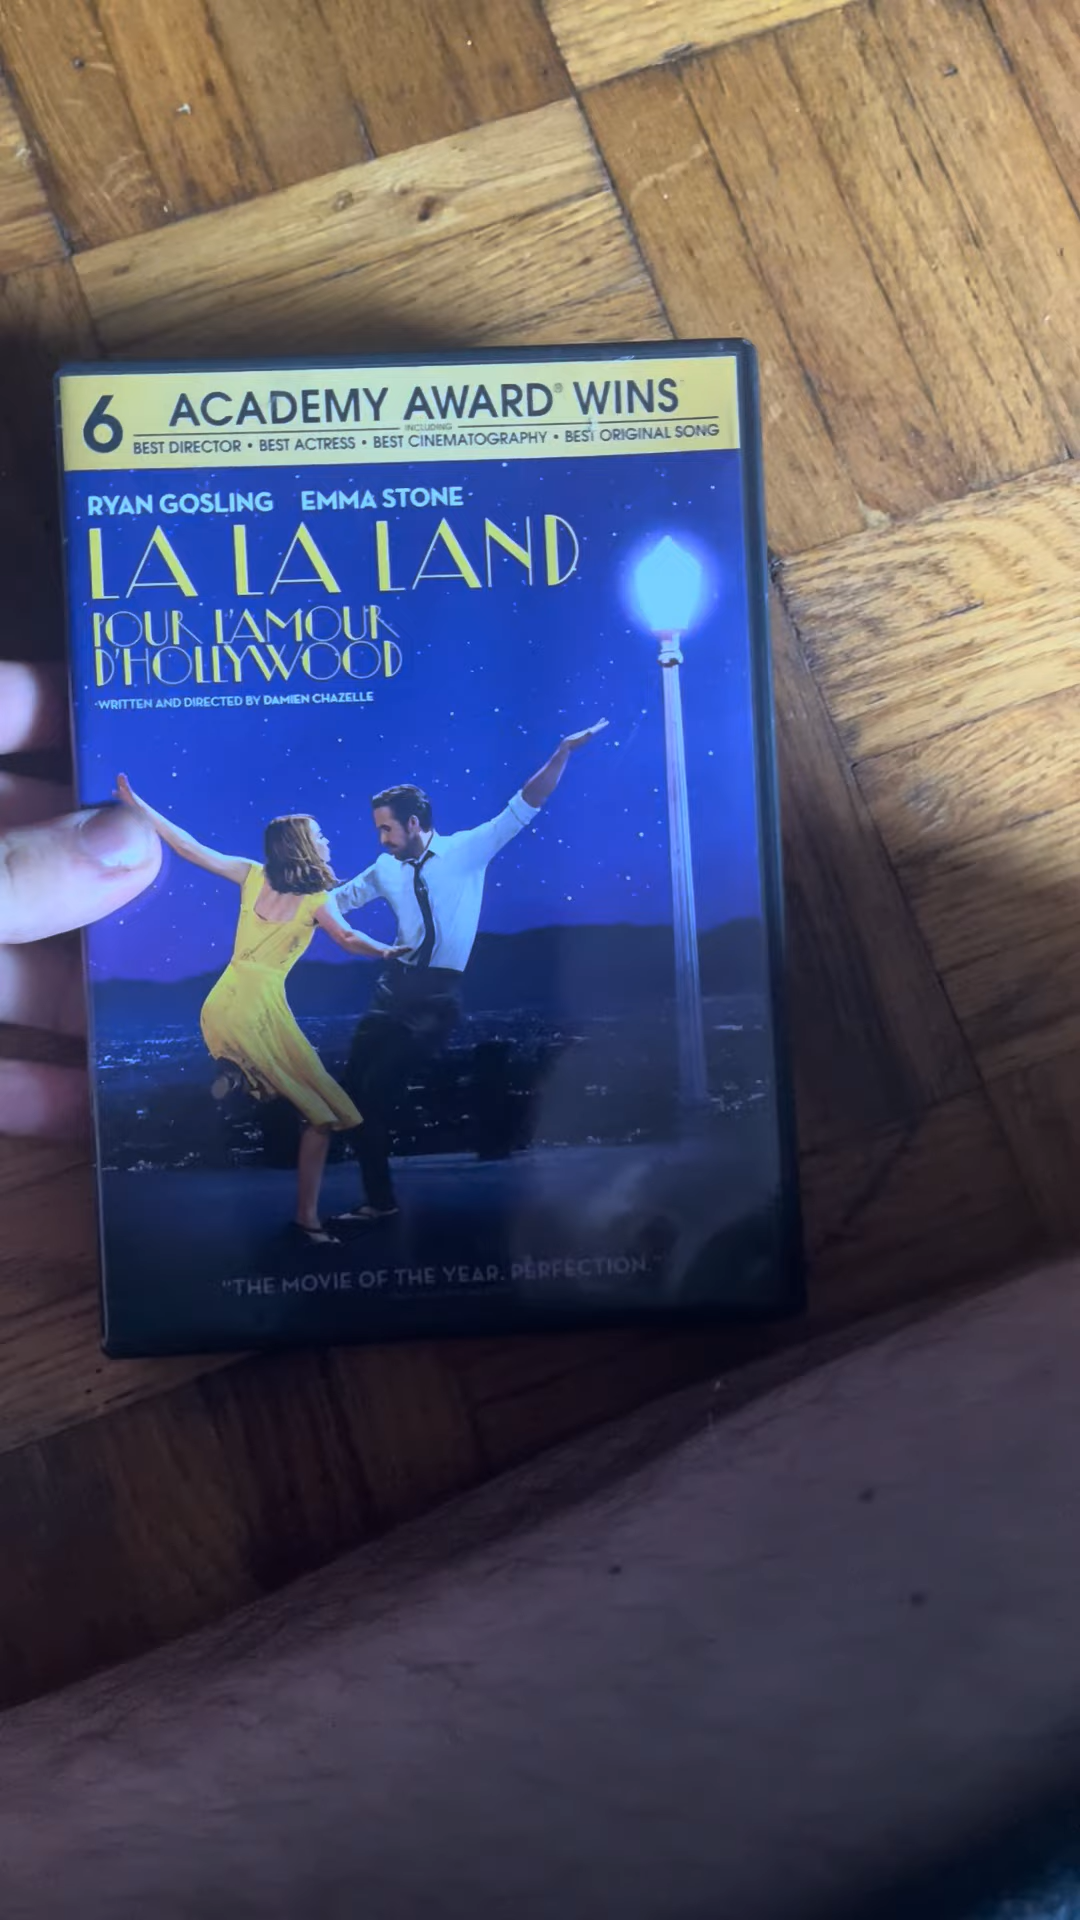 6 ACADEMY AWARD® WINS
INCLUDING
BEST DIRECTOR • BEST ACTRESS • BEST CINEMATOGRAPHY • BEST ORIGINAL SONG
RYAN GOSLING EMMA STONE
LA LA LAND
POUR L'AMOUR
D'HOLLYWOOD
WRITTEN AND DIRECTED BY DAMIEN CHAZELLE
"THE MOVIE OF THE YEAR. PERFECTION."